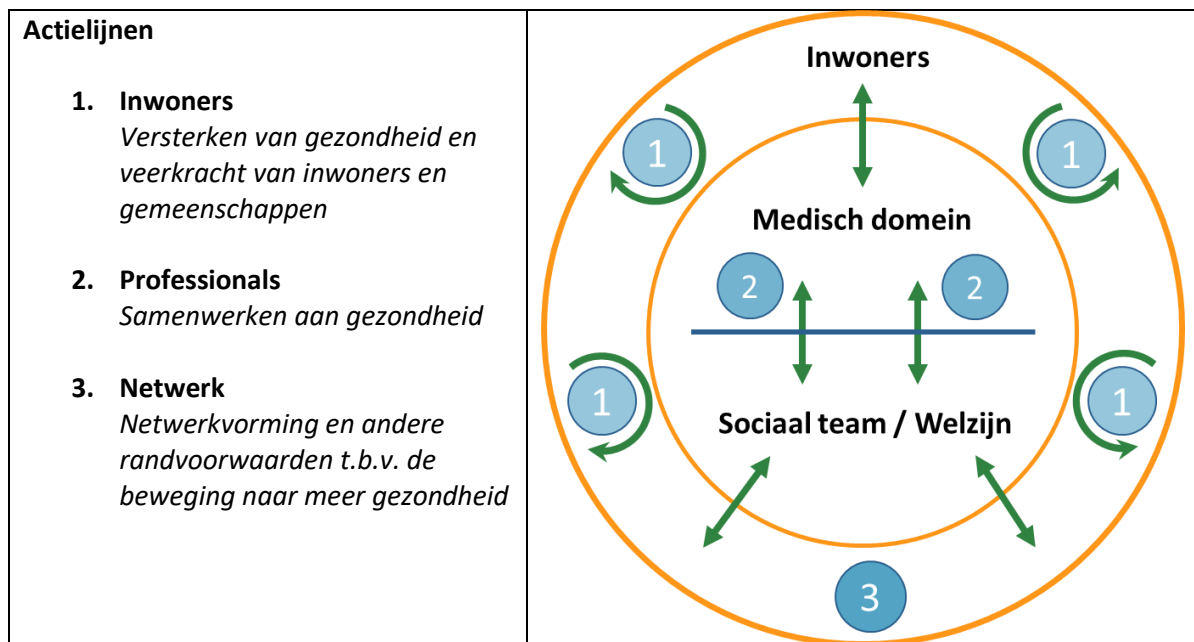 Actielijnen
1. Inwoners
Versterken van gezondheid en
veerkracht van inwoners en
gemeenschappen
2. Professionals
Samenwerken aan gezondheid
3. Netwerk
Netwerkvorming en andere
randvoorwaarden t.b.v. de
beweging naar meer gezondheid
Inwoners
1
1
Medisch domein
2
2
1
1
Sociaal team / Welzijn
3